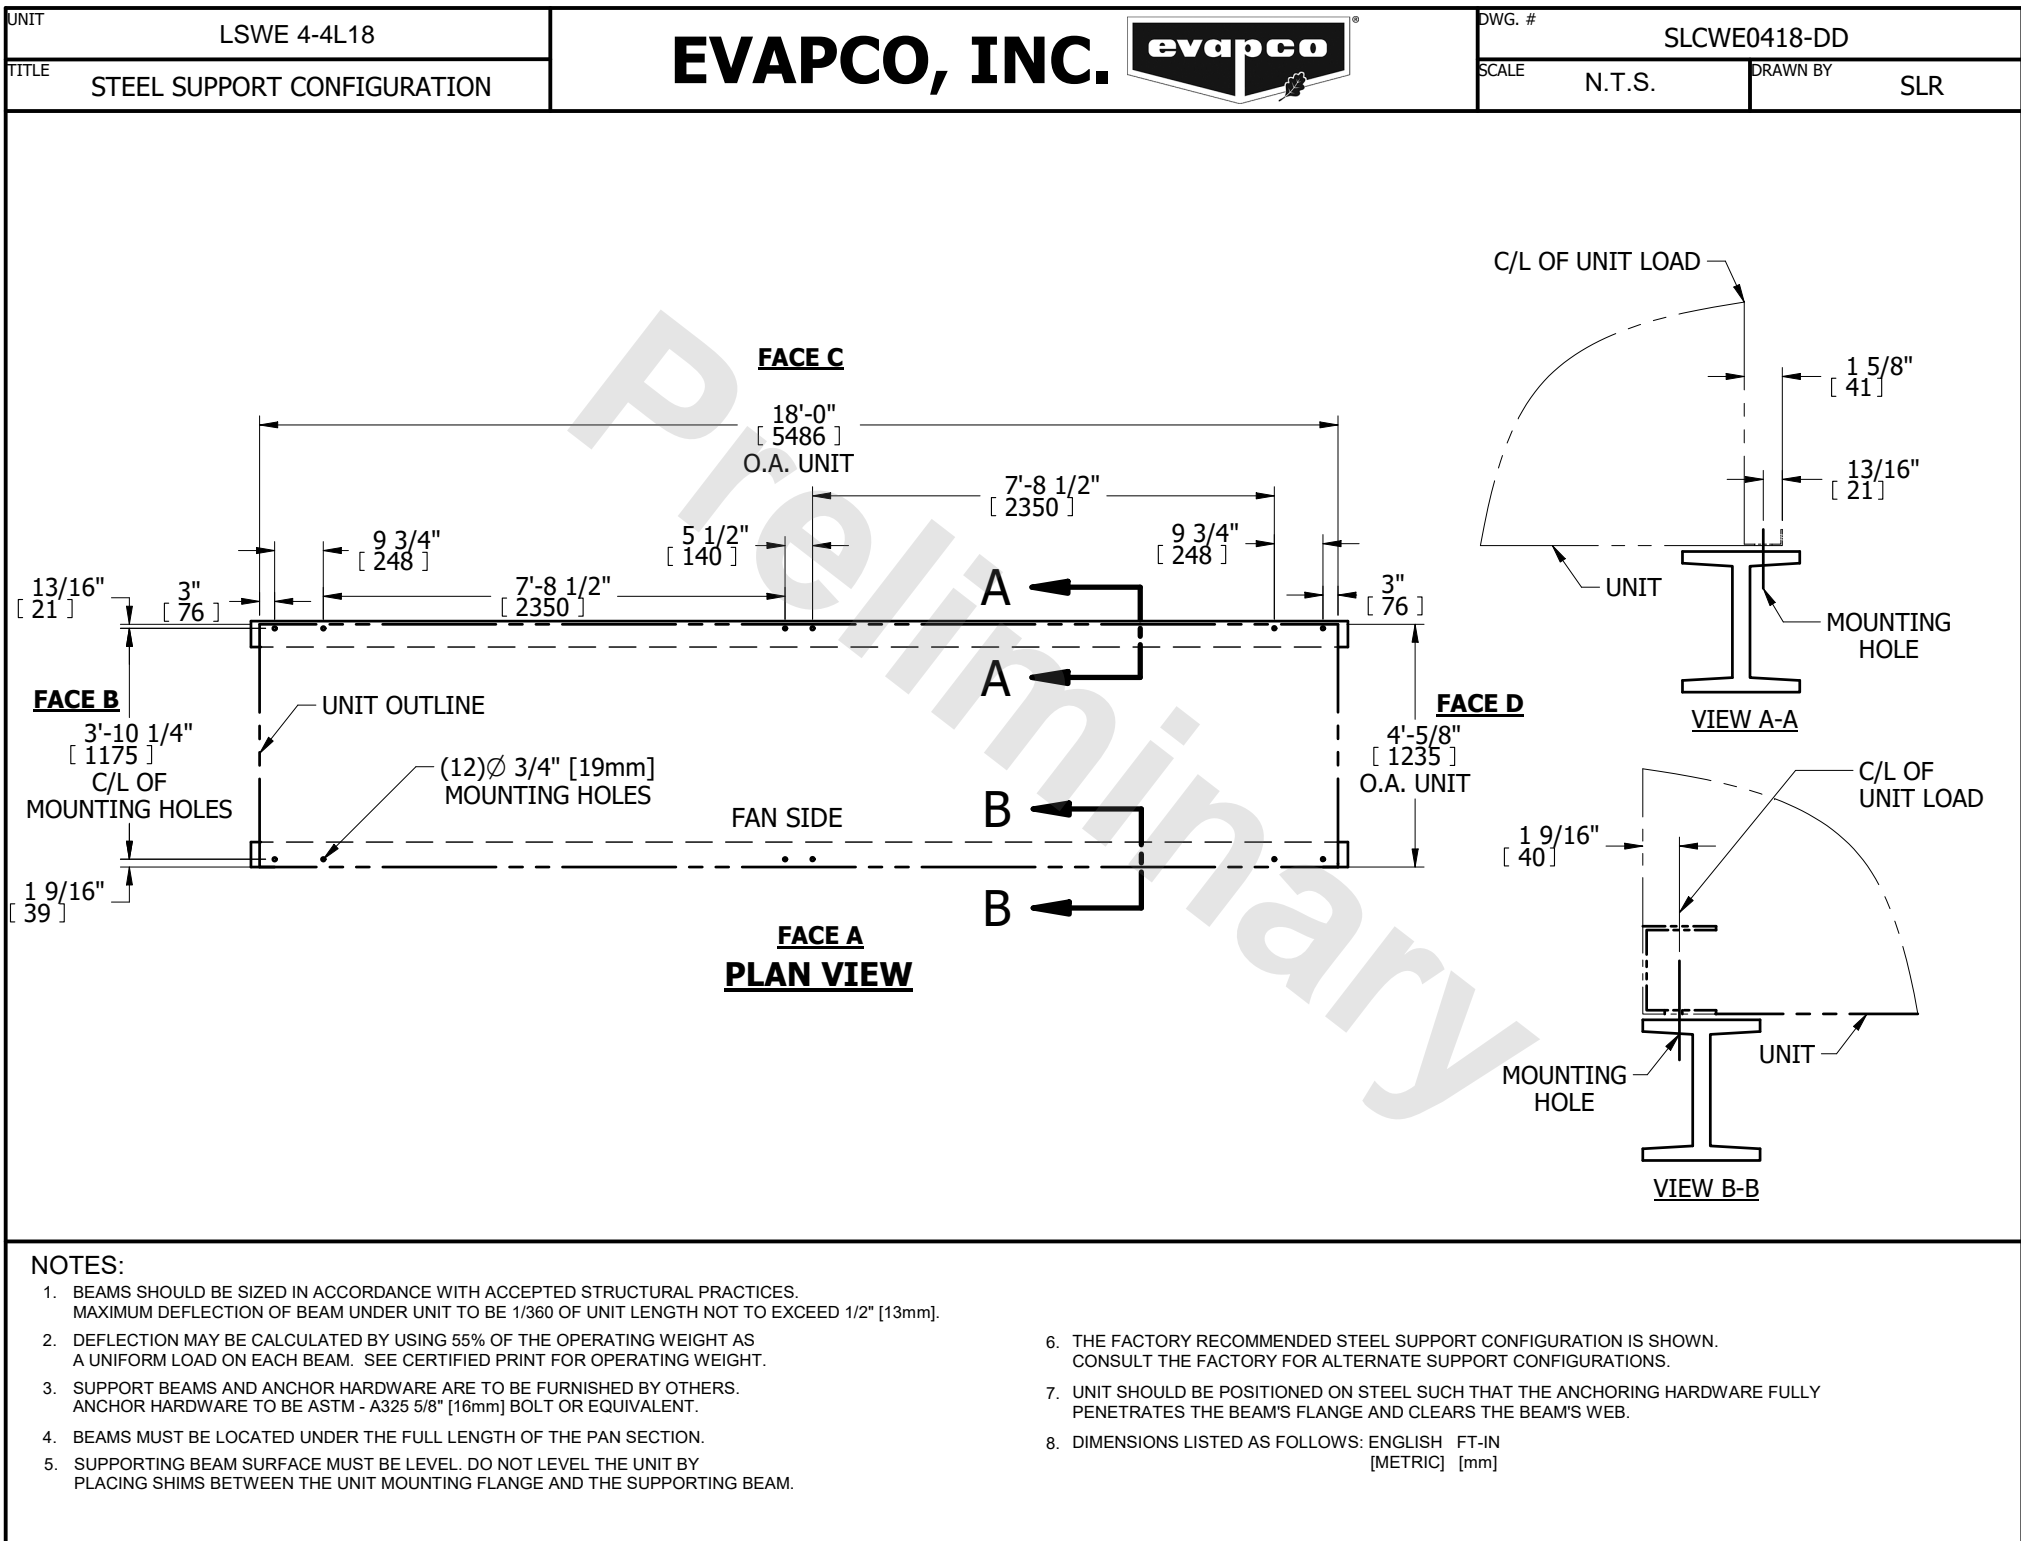 UNIT
LSWE 4-4L18
TITLE
STEEL SUPPORT CONFIGURATION
EVAPCO, INC.
evapco
®
DWG. #
SLCWE0418-DD
SCALE
N.T.S.
DRAWN BY
SLR
FACE C
18'-0"
[ 5486 ]
O.A. UNIT
7'-8 1/2"
[ 2350 ]
9 3/4"
[ 248 ]
5 1/2"
[ 140 ]
9 3/4"
[ 248 ]
13/16"
[ 21 ]
3"
[ 76 ]
7'-8 1/2"
[ 2350 ]
3"
[ 76 ]
A
A
FACE B
3'-10 1/4"
[ 1175 ]
C/L OF
MOUNTING HOLES
UNIT OUTLINE
(12)∅ 3/4" [19mm]
MOUNTING HOLES
FAN SIDE
B
B
FACE D
4'-5/8"
[ 1235 ]
O.A. UNIT
1 9/16"
[ 39 ]
FACE A
PLAN VIEW
Preliminary
C/L OF UNIT LOAD
1 5/8"
[ 41 ]
13/16"
[ 21 ]
UNIT
MOUNTING
HOLE
VIEW A-A
C/L OF
UNIT LOAD
1 9/16"
[ 40 ]
UNIT
MOUNTING
HOLE
VIEW B-B
NOTES:
1. BEAMS SHOULD BE SIZED IN ACCORDANCE WITH ACCEPTED STRUCTURAL PRACTICES.
MAXIMUM DEFLECTION OF BEAM UNDER UNIT TO BE 1/360 OF UNIT LENGTH NOT TO EXCEED 1/2" [13mm].
2. DEFLECTION MAY BE CALCULATED BY USING 55% OF THE OPERATING WEIGHT AS
A UNIFORM LOAD ON EACH BEAM. SEE CERTIFIED PRINT FOR OPERATING WEIGHT.
3. SUPPORT BEAMS AND ANCHOR HARDWARE ARE TO BE FURNISHED BY OTHERS.
ANCHOR HARDWARE TO BE ASTM - A325 5/8" [16mm] BOLT OR EQUIVALENT.
4. BEAMS MUST BE LOCATED UNDER THE FULL LENGTH OF THE PAN SECTION.
5. SUPPORTING BEAM SURFACE MUST BE LEVEL. DO NOT LEVEL THE UNIT BY
PLACING SHIMS BETWEEN THE UNIT MOUNTING FLANGE AND THE SUPPORTING BEAM.
6. THE FACTORY RECOMMENDED STEEL SUPPORT CONFIGURATION IS SHOWN.
CONSULT THE FACTORY FOR ALTERNATE SUPPORT CONFIGURATIONS.
7. UNIT SHOULD BE POSITIONED ON STEEL SUCH THAT THE ANCHORING HARDWARE FULLY
PENETRATES THE BEAM'S FLANGE AND CLEARS THE BEAM'S WEB.
8. DIMENSIONS LISTED AS FOLLOWS: ENGLISH FT-IN
[METRIC] [mm]